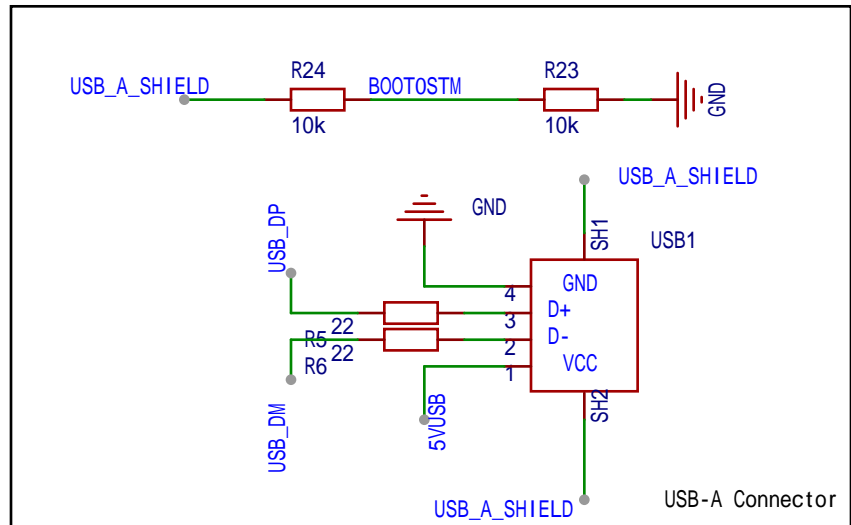 R24
R23
USB_A_SHIELD
BOOTOSTM
10k
10k
GND
USB_A_SHIELD
GND
USB_DP
SH1
USB1
4
GND
3
D+
22
R5
2
D-
22
R6
1
VCC
USB_DM
5VUSB
SH2
USB_A_SHIELD
USB-A Connector